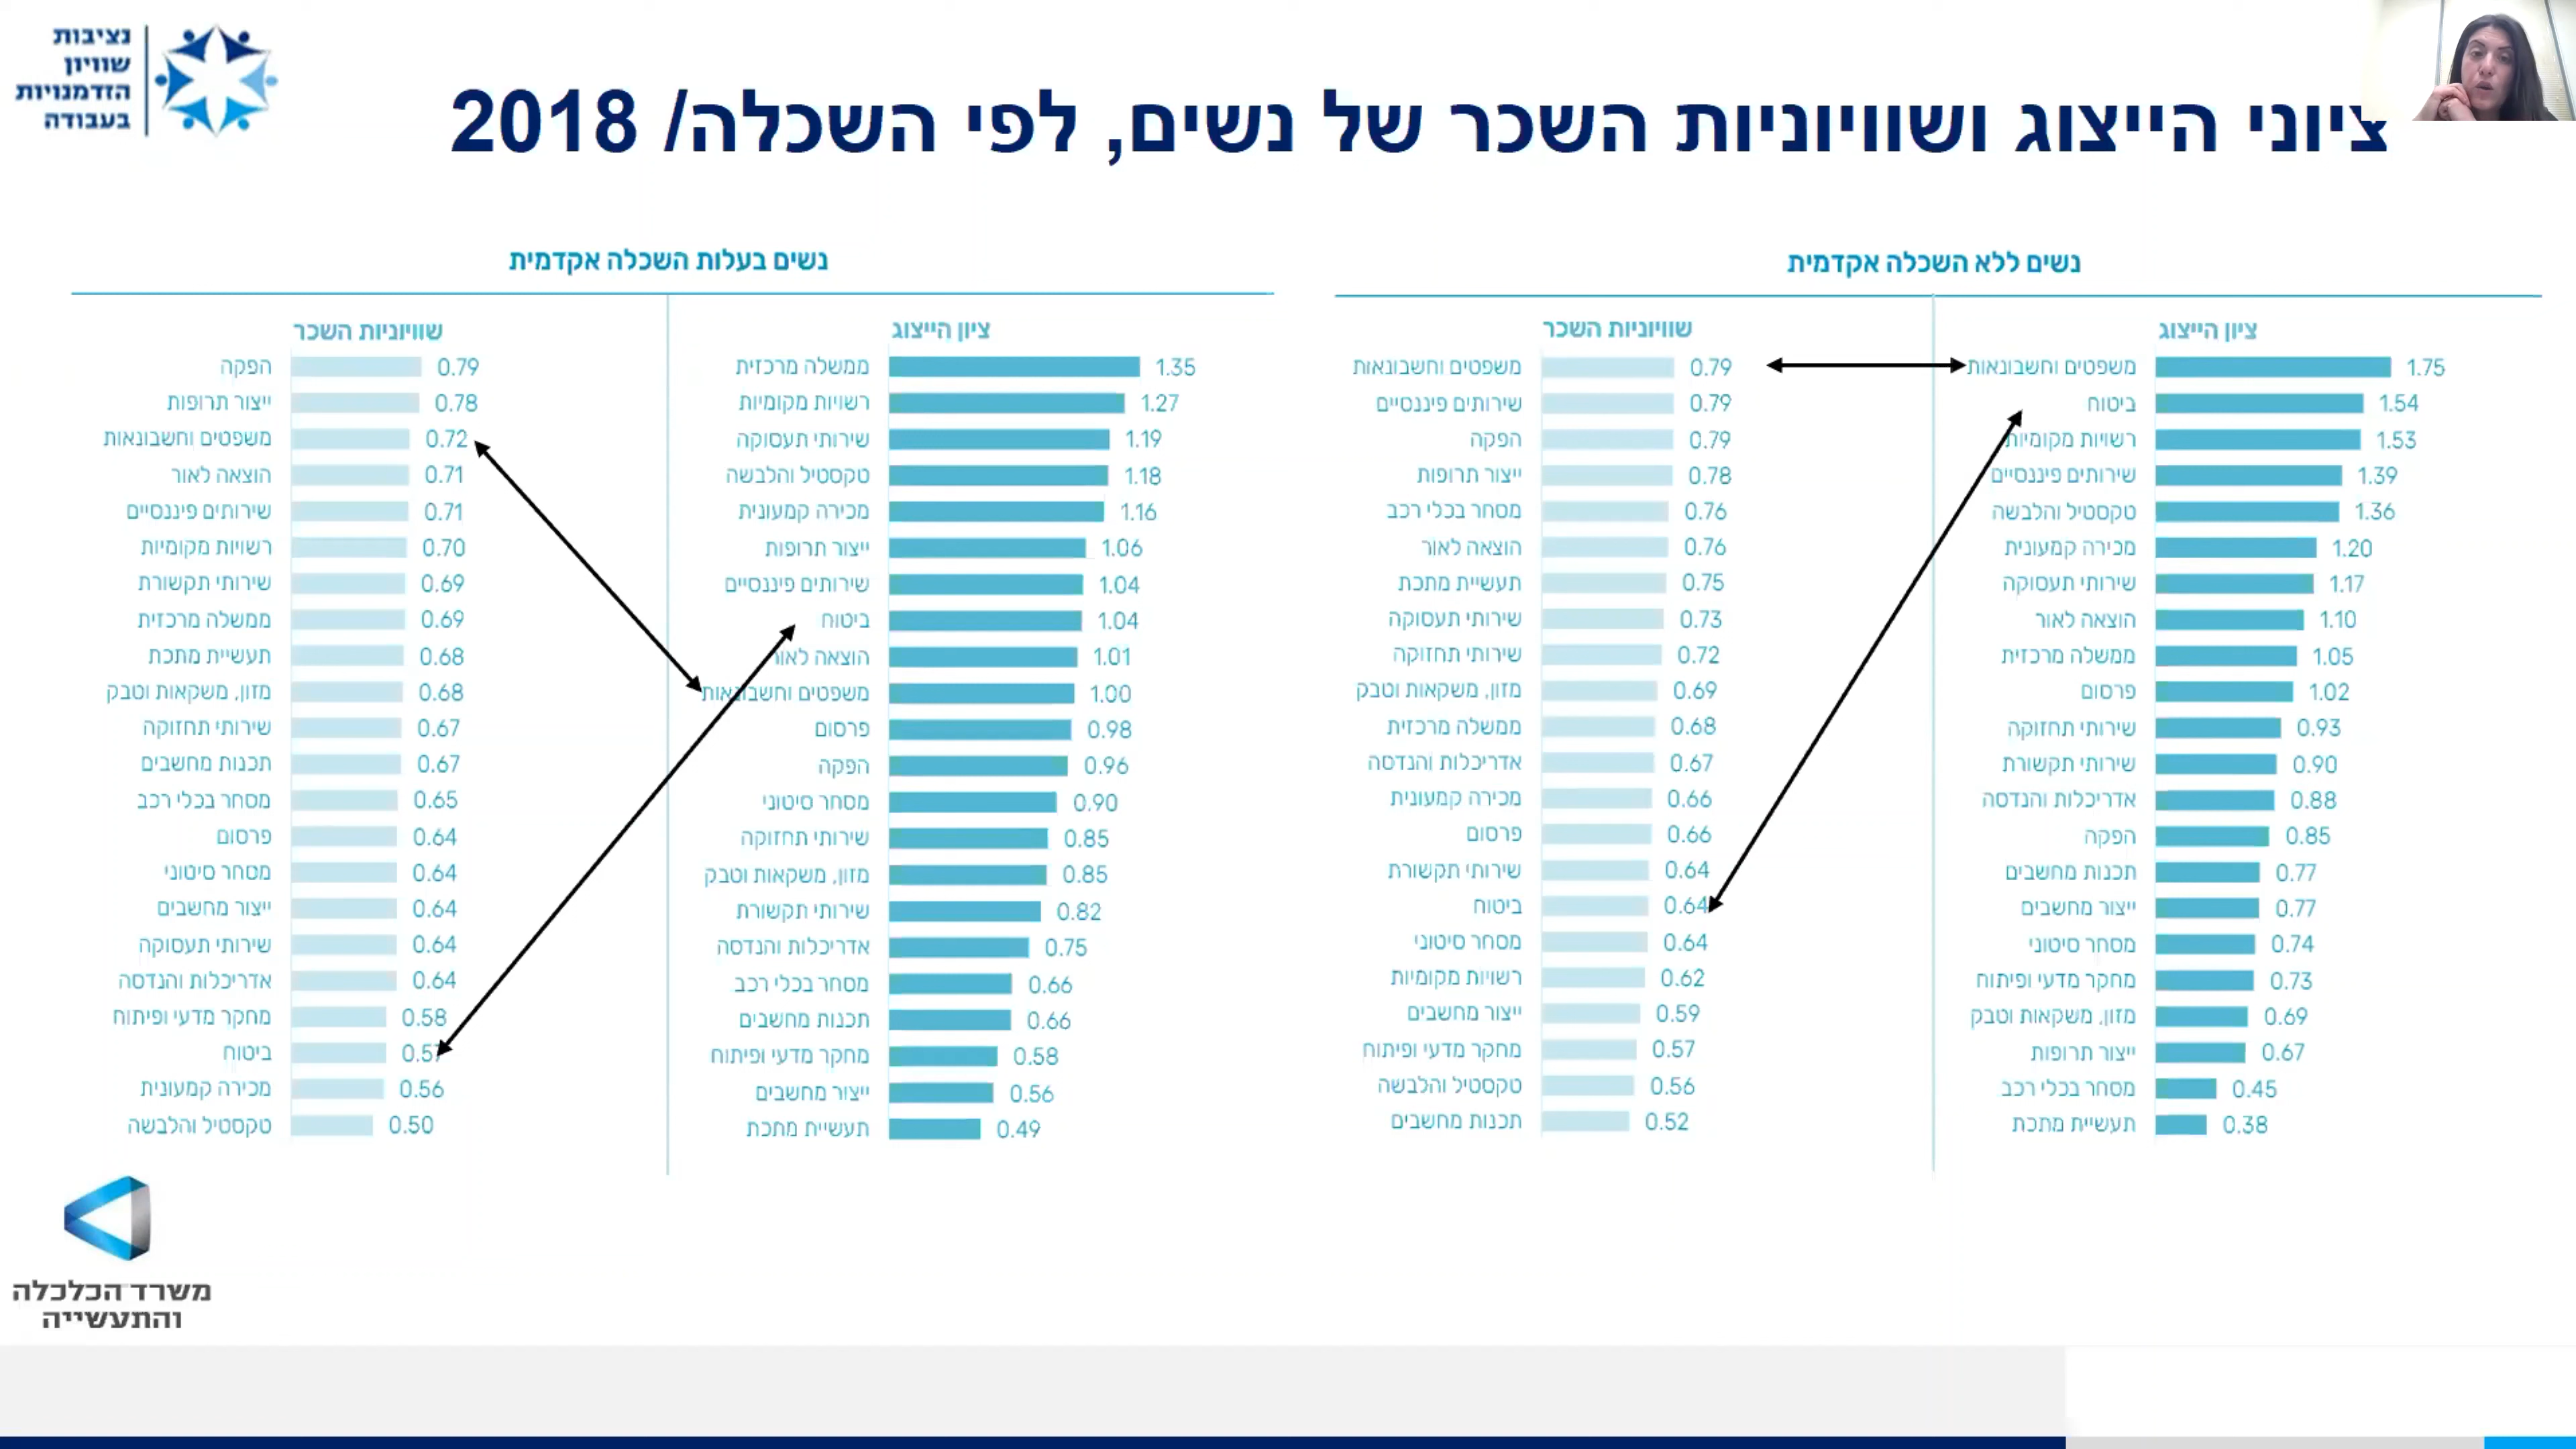 נציבות
שוויון
הזדמנויות
בעבודה
ציוני הייצוג ושוויוניות השכר של נשים, לפי השכלה/ 2018
נשים ללא השכלה אקדמית
ציון הייצוג
משפטים וחשבונאות 1.75
ביטוח 1.54
רשויות מקומיות 1.53
שירותים פיננסיים 1.39
טקסטיל והלבשה 1.36
מכירה קמעונית 1.20
שירותי תעסוקה 1.17
הוצאה לאור 1.10
ממשלה מרכזית 1.05
פרסום 1.02
שירותי תחזוקה 0.93
שירותי תקשורת 0.90
אדריכלות והנדסה 0.88
הפקה 0.85
תכנות מחשבים 0.77
ייצור מחשבים 0.77
מסחר סיטוני 0.74
מחקר מדעי ופיתוח 0.73
מזון, משקאות וטבק 0.69
ייצור תרופות 0.67
מסחר בכלי רכב 0.45
תעשיית מתכת 0.38
שוויוניות השכר
משפטים וחשבונאות 0.79
שירותים פיננסיים 0.79
הפקה 0.79
ייצור תרופות 0.78
מסחר בכלי רכב 0.76
הוצאה לאור 0.76
תעשיית מתכת 0.75
שירותי תעסוקה 0.73
שירותי תחזוקה 0.72
מזון, משקאות וטבק 0.69
ממשלה מרכזית 0.68
אדריכלות והנדסה 0.67
מכירה קמעונית 0.66
פרסום 0.66
שירותי תקשורת 0.64
ביטוח 0.64
מסחר סיטוני 0.64
רשויות מקומיות 0.62
ייצור מחשבים 0.59
מחקר מדעי ופיתוח 0.57
טקסטיל והלבשה 0.56
תכנות מחשבים 0.52
נשים בעלות השכלה אקדמית
ציון הייצוג
ממשלה מרכזית 1.35
רשויות מקומיות 1.27
שירותי תעסוקה 1.19
טקסטיל והלבשה 1.18
מכירה קמעונית 1.16
ייצור תרופות 1.06
שירותים פיננסיים 1.04
ביטוח 1.04
הוצאה לאור 1.01
משפטים וחשבונאות 1.00
פרסום 0.98
הפקה 0.96
מסחר סיטוני 0.90
שירותי תחזוקה 0.85
מזון, משקאות וטבק 0.85
שירותי תקשורת 0.82
אדריכלות והנדסה 0.75
מסחר בכלי רכב 0.66
תכנות מחשבים 0.66
מחקר מדעי ופיתוח 0.58
ייצור מחשבים 0.56
תעשיית מתכת 0.49
שוויוניות השכר
הפקה 0.79
ייצור תרופות 0.78
משפטים וחשבונאות 0.72
הוצאה לאור 0.71
שירותים פיננסיים 0.71
רשויות מקומיות 0.70
שירותי תקשורת 0.69
ממשלה מרכזית 0.69
תעשיית מתכת 0.68
מזון, משקאות וטבק 0.68
שירותי תחזוקה 0.67
תכנות מחשבים 0.67
מסחר בכלי רכב 0.65
פרסום 0.64
מסחר סיטוני 0.64
ייצור מחשבים 0.64
שירותי תעסוקה 0.64
אדריכלות והנדסה 0.64
מחקר מדעי ופיתוח 0.58
ביטוח 0.57
מכירה קמעונית 0.56
טקסטיל והלבשה 0.50
משרד הכלכלה
והתעשייה